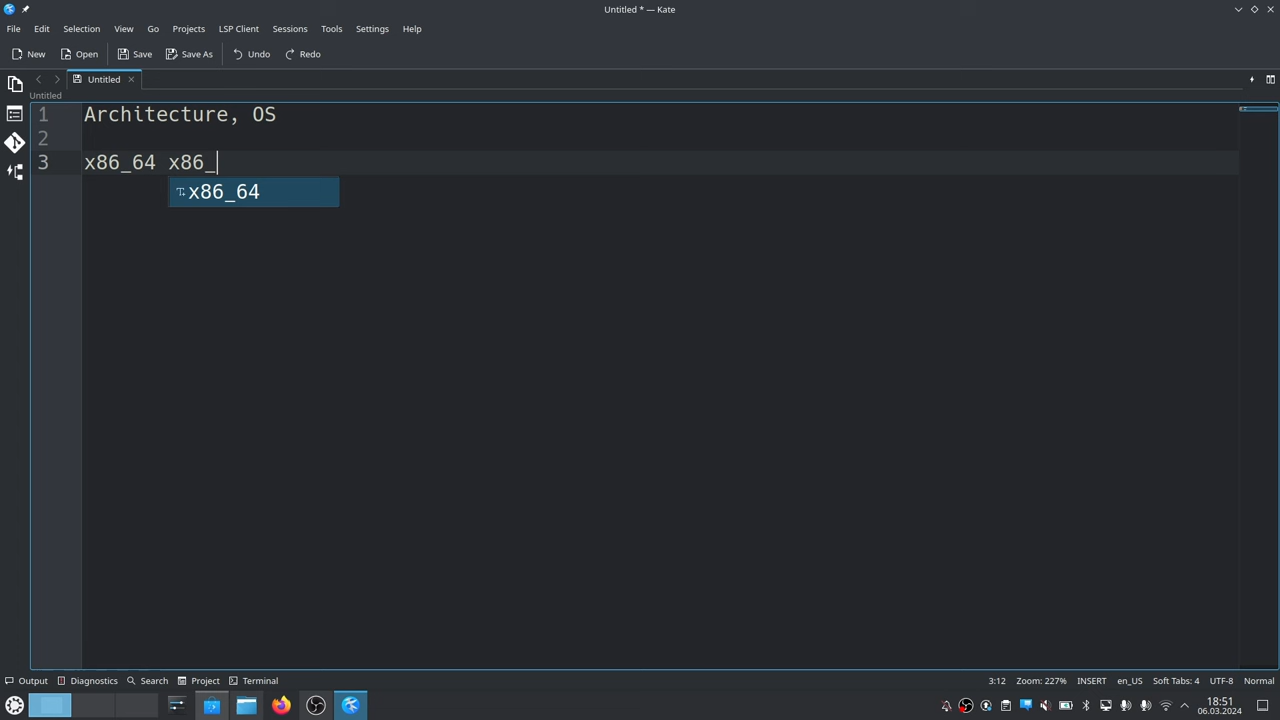 Untitled * — Kate
File Edit Selection View Go Projects LSP Client Sessions Tools Settings Help
New Open Save Save As Undo Redo
Untitled
Untitled
1 Architecture, OS
2
3 x86_64 x86_
x86_64
Output Diagnostics Search Project Terminal 3:12 Zoom: 227% INSERT en_US Soft Tabs: 4 UTF-8 Normal
18:51
06.03.2024